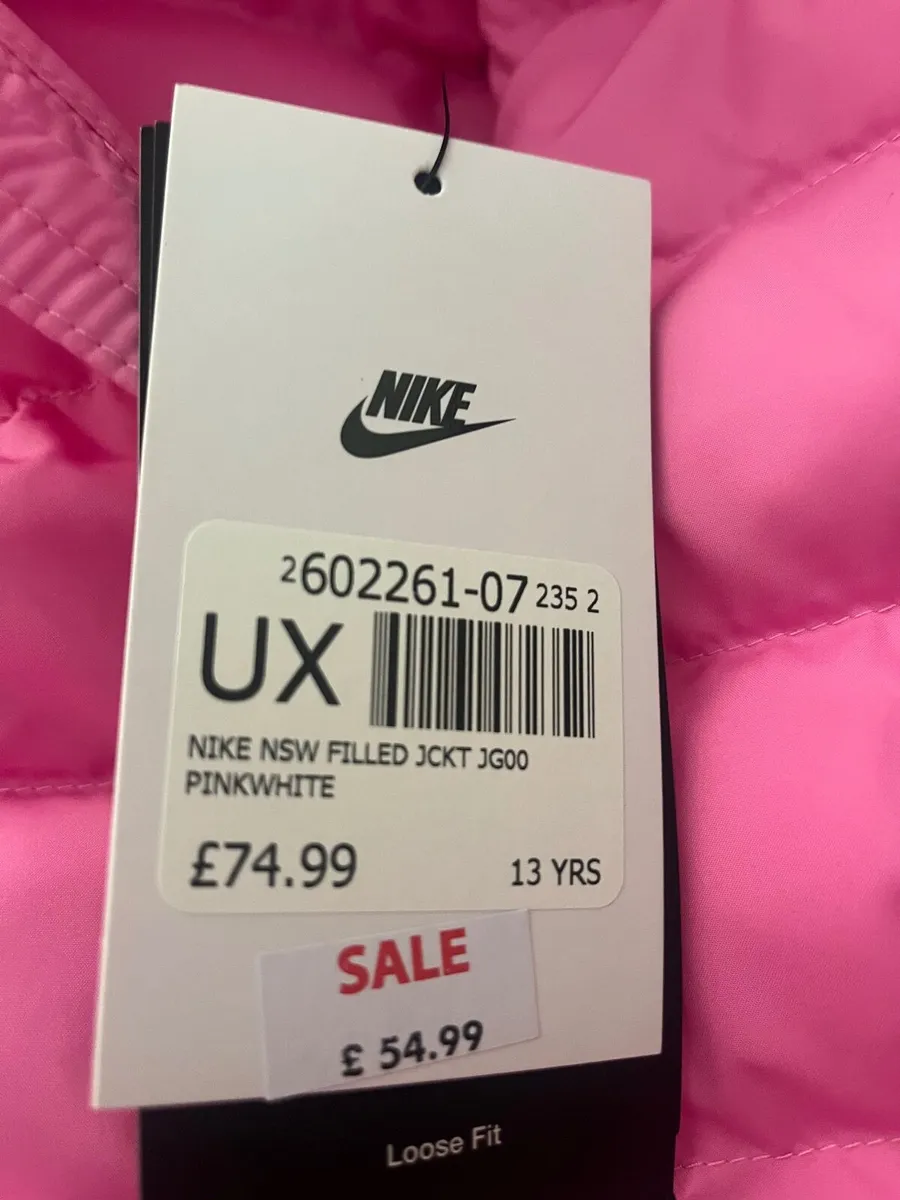 NIKE
2602261-07 235 2
UX
NIKE NSW FILLED JCKT JG00
PINKWHITE
£74.99 13 YRS
SALE
£ 54.99
Loose Fit